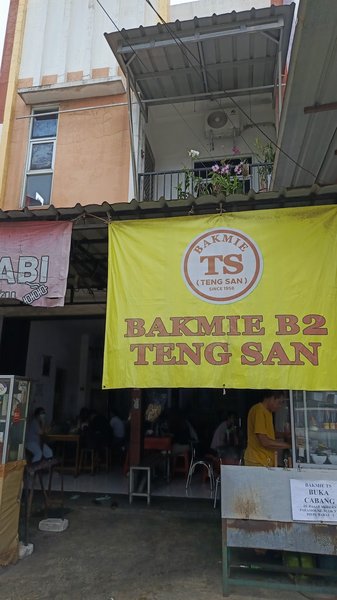 ABI
BAKMIE
TS
(TENG SAN)
SINCE 1958
BAKMIE B2
TENG SAN
BAKMIE TS
BUKA
CABANG